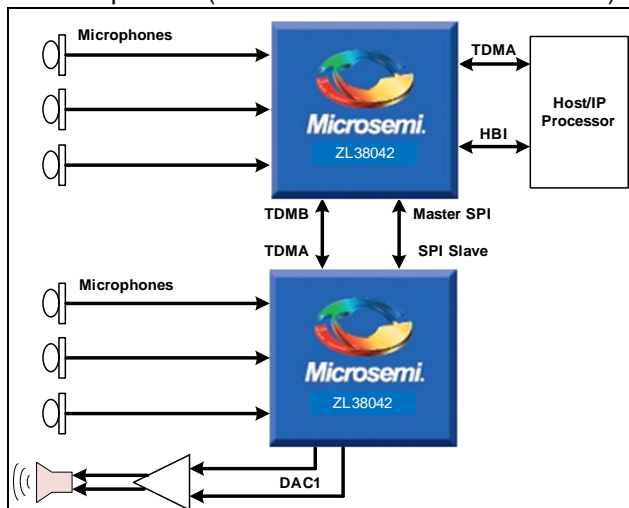 Microphones
TDMA
Host/IP
Processor
Microsemi.
HBI
ZL38042
TDMB
Master SPI
TDMA
SPI Slave
Microphones
Microsemi.
ZL38042
DAC1